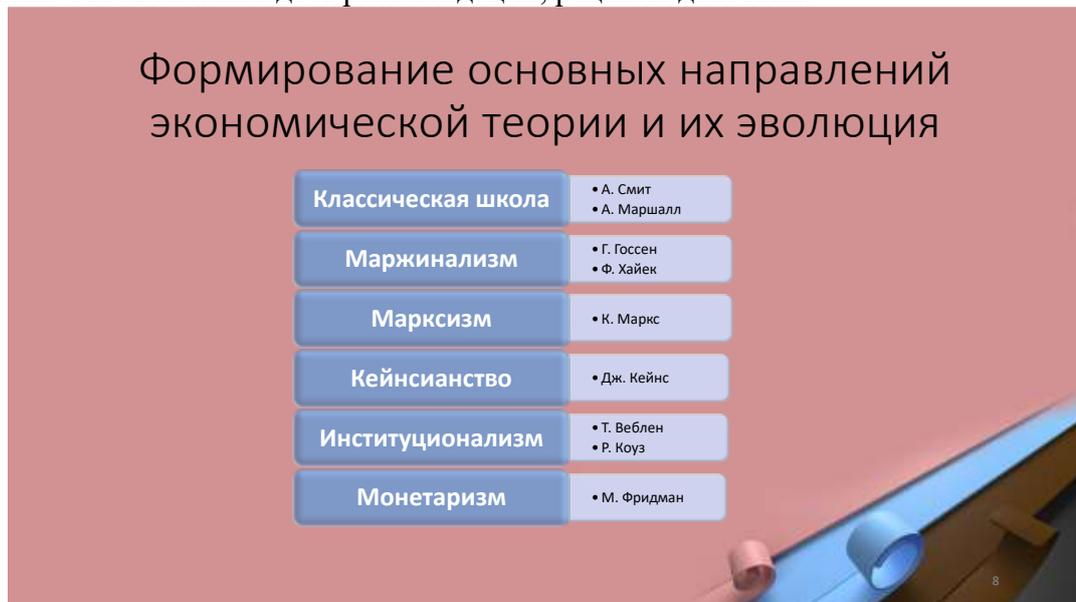 Формирование основных направлений
экономической теории и их эволюция
Классическая школа
• А. Смит
• А. Маршалл
Маржинализм
• Г. Госсен
• Ф. Хайек
Марксизм
• К. Маркс
Кейнсианство
• Дж. Кейнс
Институционализм
• Т. Веблен
• Р. Коуз
Монетаризм
• М. Фридман
8